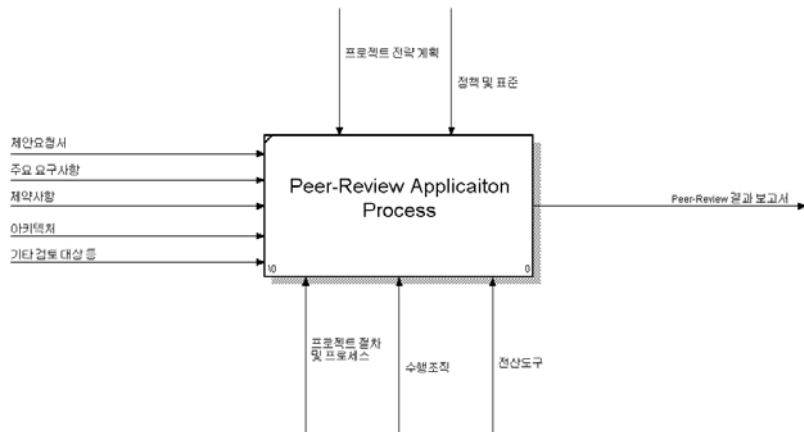 프로젝트 전략 계획
정책 및 표준
제안요청서
주요 요구사항
제약사항
아키텍처
기타 검토 대상 등
Peer-Review Applicaiton
Process
Peer-Review 결과 보고서
\0
0
프로젝트 절차
및 프로세스
수행조직
전산도구